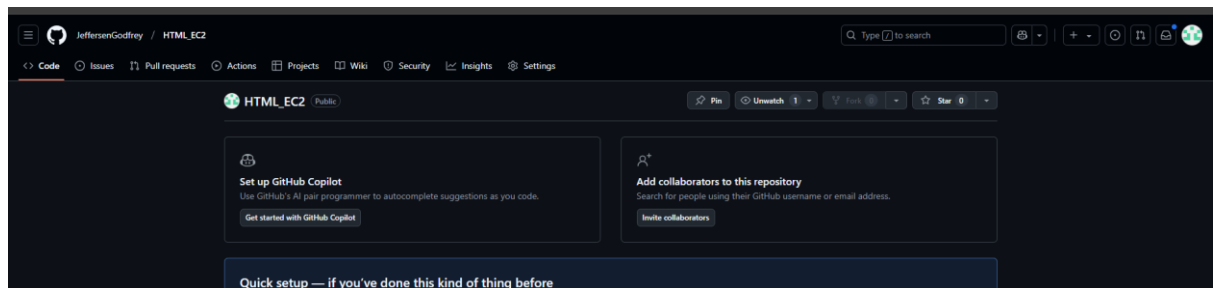 JeffersenGodfrey / HTML_EC2
Type / to search
<> Code Issues Pull requests Actions Projects Wiki Security Insights Settings
HTML_EC2 Public
Pin Unwatch 1 Fork 0 Star 0
Set up GitHub Copilot
Use GitHub's AI pair programmer to autocomplete suggestions as you code.
Get started with GitHub Copilot
Add collaborators to this repository
Search for people using their GitHub username or email address.
Invite collaborators
Quick setup — if you've done this kind of thing before